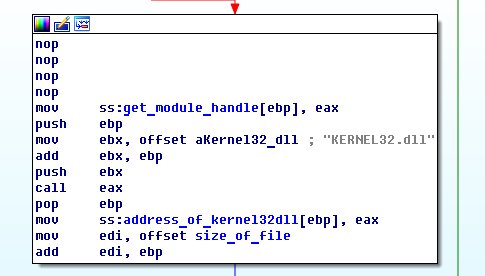 nop
nop
nop
nop
mov ss:get_module_handle[ebp], eax
push ebp
mov ebx, offset aKernel32_dll ; "KERNEL32.dll"
add ebx, ebp
push ebx
call eax
pop ebp
mov ss:address_of_kernel32dll[ebp], eax
mov edi, offset size_of_file
add edi, ebp